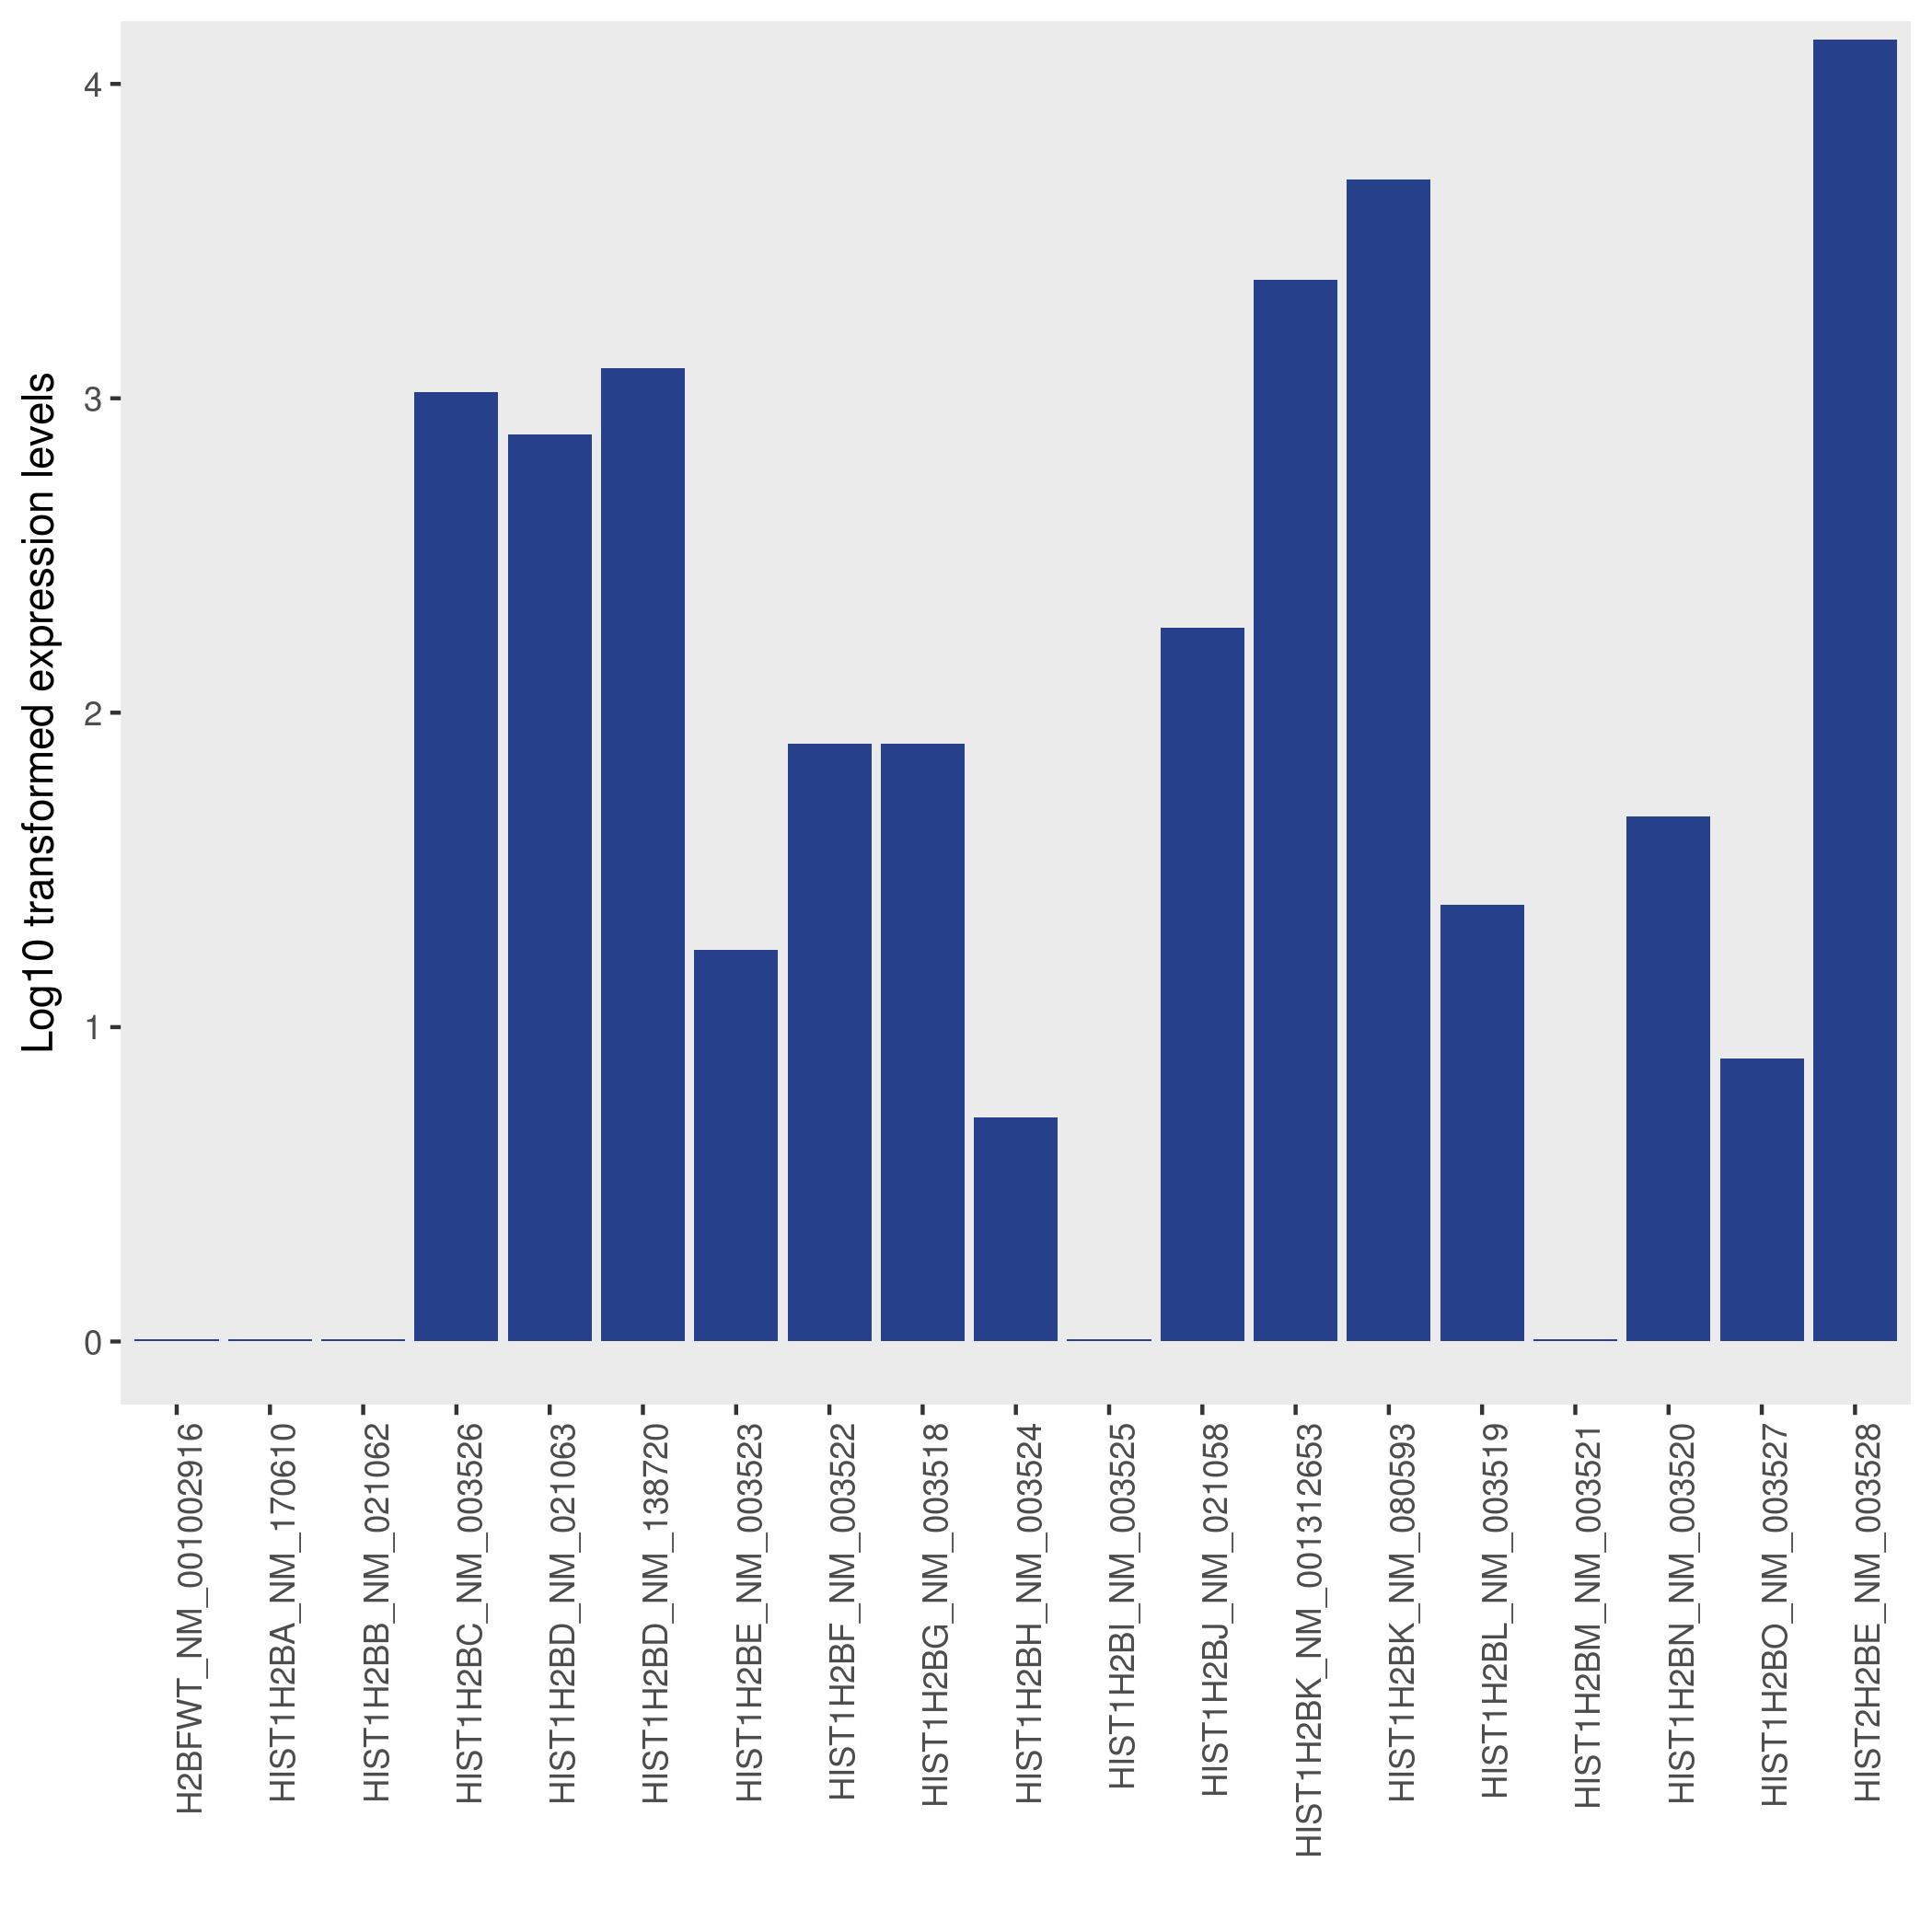 Log10 transformed expression levels
4
3
2
1
0
H2BFWT_NM_001002916
HIST1H2BA_NM_170610
HIST1H2BB_NM_021062
HIST1H2BC_NM_003526
HIST1H2BD_NM_021063
HIST1H2BD_NM_138720
HIST1H2BE_NM_003523
HIST1H2BF_NM_003522
HIST1H2BG_NM_003518
HIST1H2BH_NM_003524
HIST1H2BI_NM_003525
HIST1H2BJ_NM_021058
HIST1H2BK_NM_001312653
HIST1H2BK_NM_080593
HIST1H2BL_NM_003519
HIST1H2BM_NM_003521
HIST1H2BN_NM_003520
HIST1H2BO_NM_003527
HIST2H2BE_NM_003528